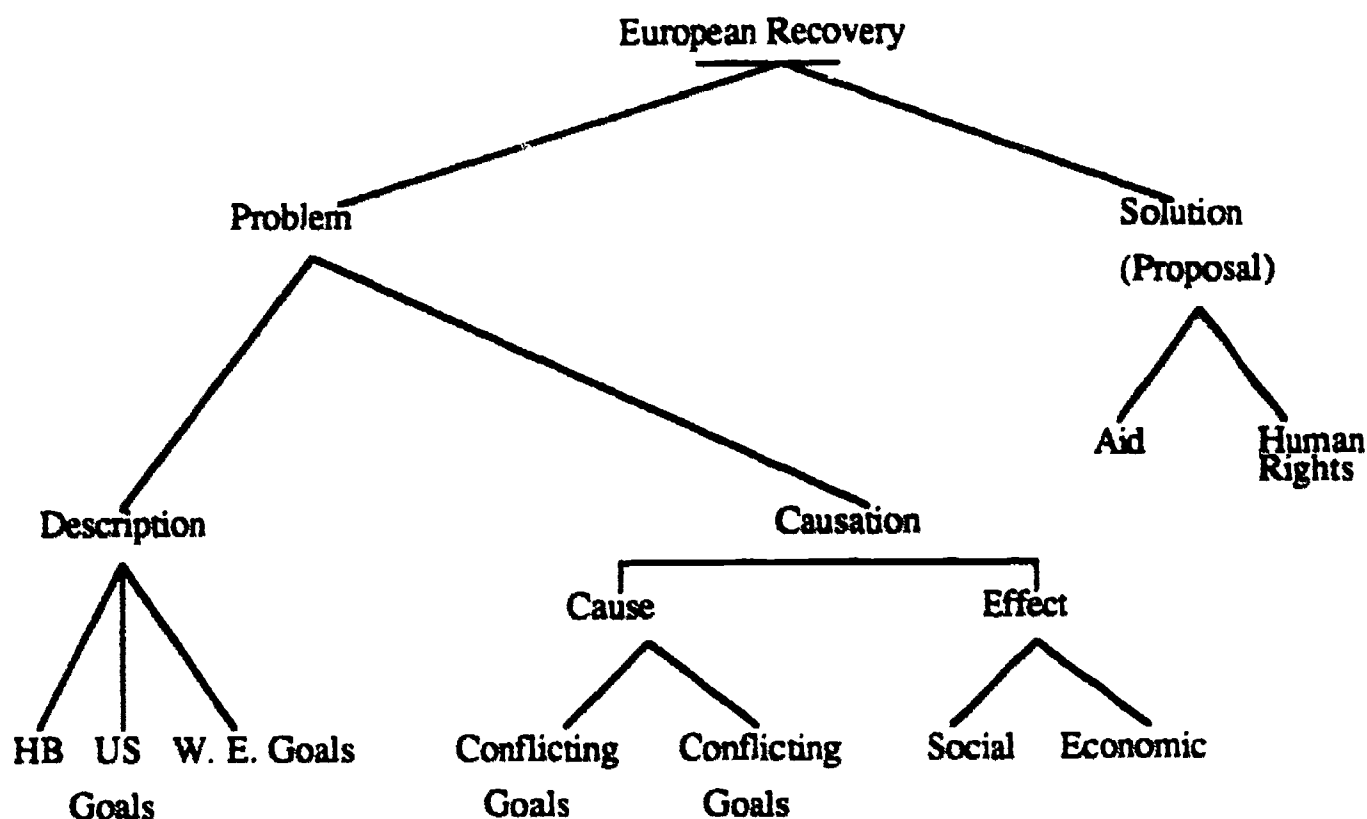 European Recovery
Problem
Solution
(Proposal)
Aid
Human
Rights
Description
Causation
Cause
Effect
HB US W. E. Goals
Goals
Conflicting
Goals
Conflicting
Goals
Social
Economic